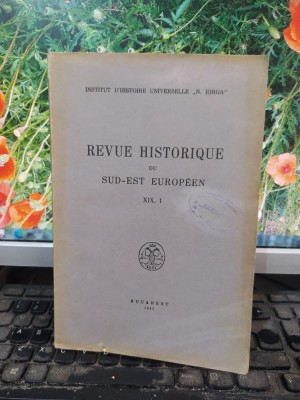 INSTITUT D'HISTOIRE UNIVERSELLE „N. IORGA"
REVUE HISTORIQUE
DU
SUD-EST EUROPÉEN
XIX, 1
BUCAREST